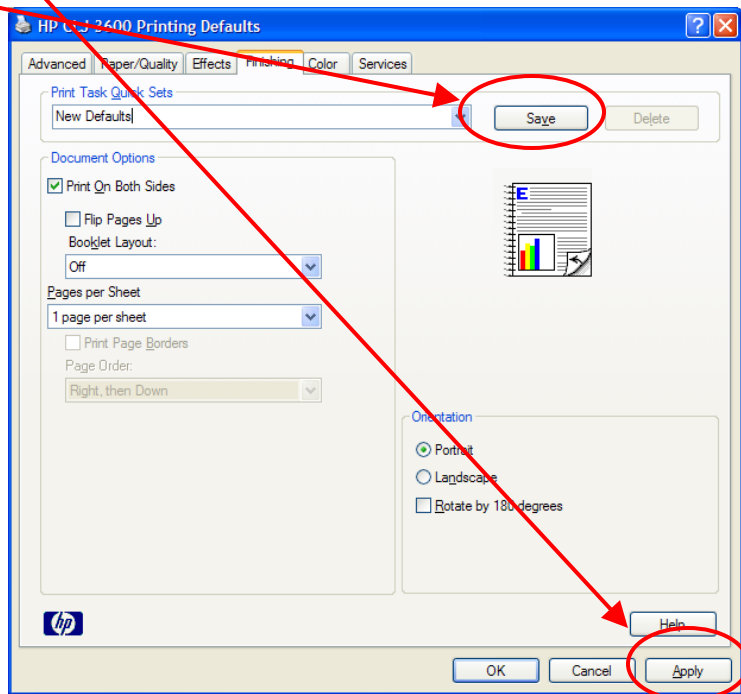 HP CLJ 3600 Printing Defaults
Advanced Paper/Quality Effects Finishing Color Services
Print Task Quick Sets
New Defaults Save Delete
Document Options
Print On Both Sides
Flip Pages Up
Booklet Layout:
Off
Pages per Sheet
1 page per sheet
Print Page Borders
Page Order:
Right, then Down
E
Orientation
Portrait
Landscape
Rotate by 180 degrees
hp
Help
OK Cancel Apply